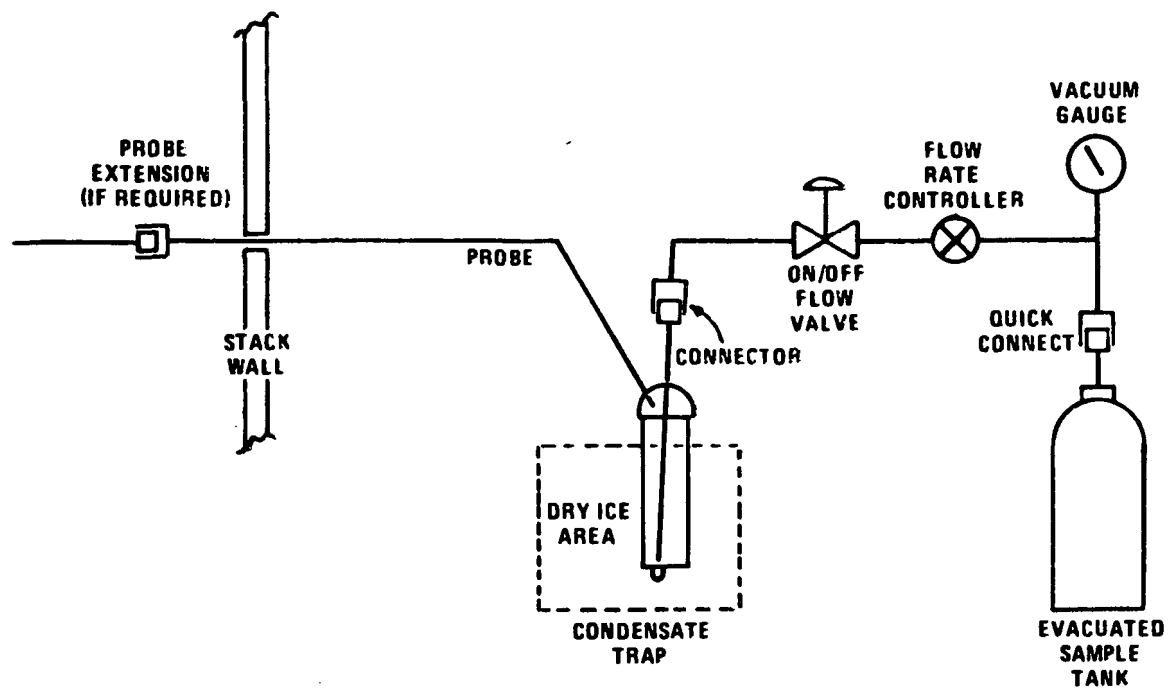 PROBE
EXTENSION
(IF REQUIRED)
STACK
WALL
PROBE
DRY ICE
AREA
CONDENSATE
TRAP
CONNECTOR
ON/OFF
FLOW
VALVE
FLOW
RATE
CONTROLLER
VACUUM
GAUGE
QUICK
CONNECT
EVACUATED
SAMPLE
TANK